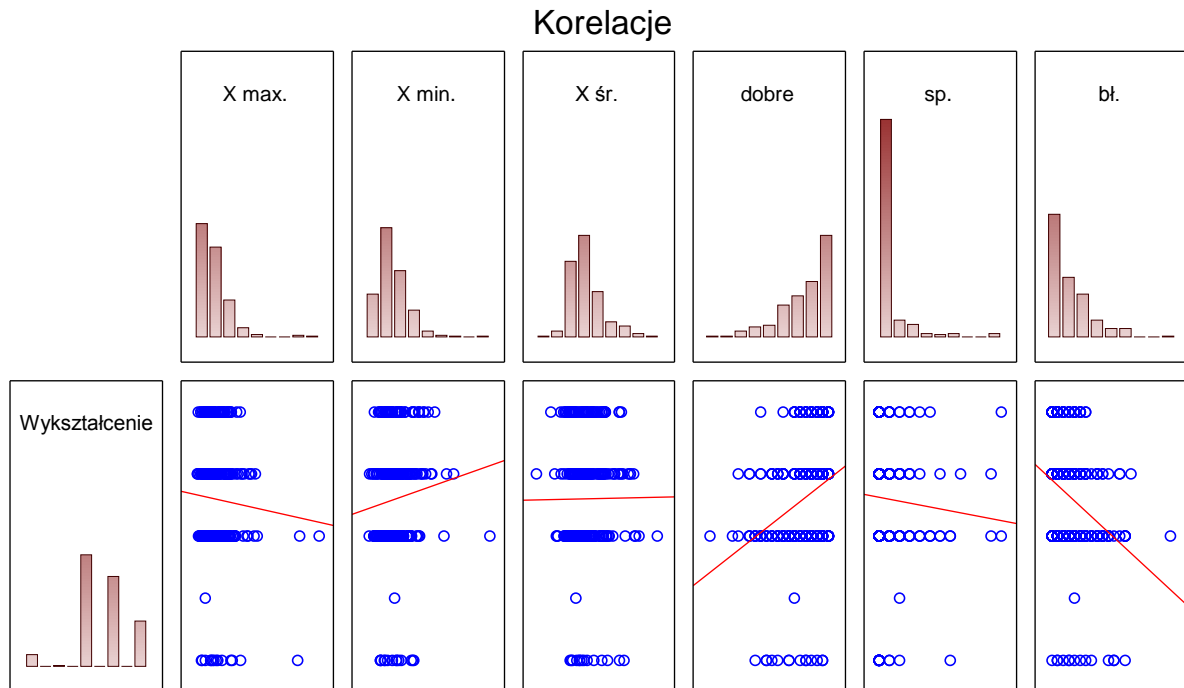 Korelacje
X max.
X min.
X śr.
dobre
sp.
bł.
Wykształcenie